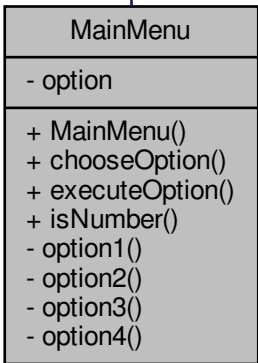 MainMenu
- option
+ MainMenu()
+ chooseOption()
+ executeOption()
+ isNumber()
- option1()
- option2()
- option3()
- option4()